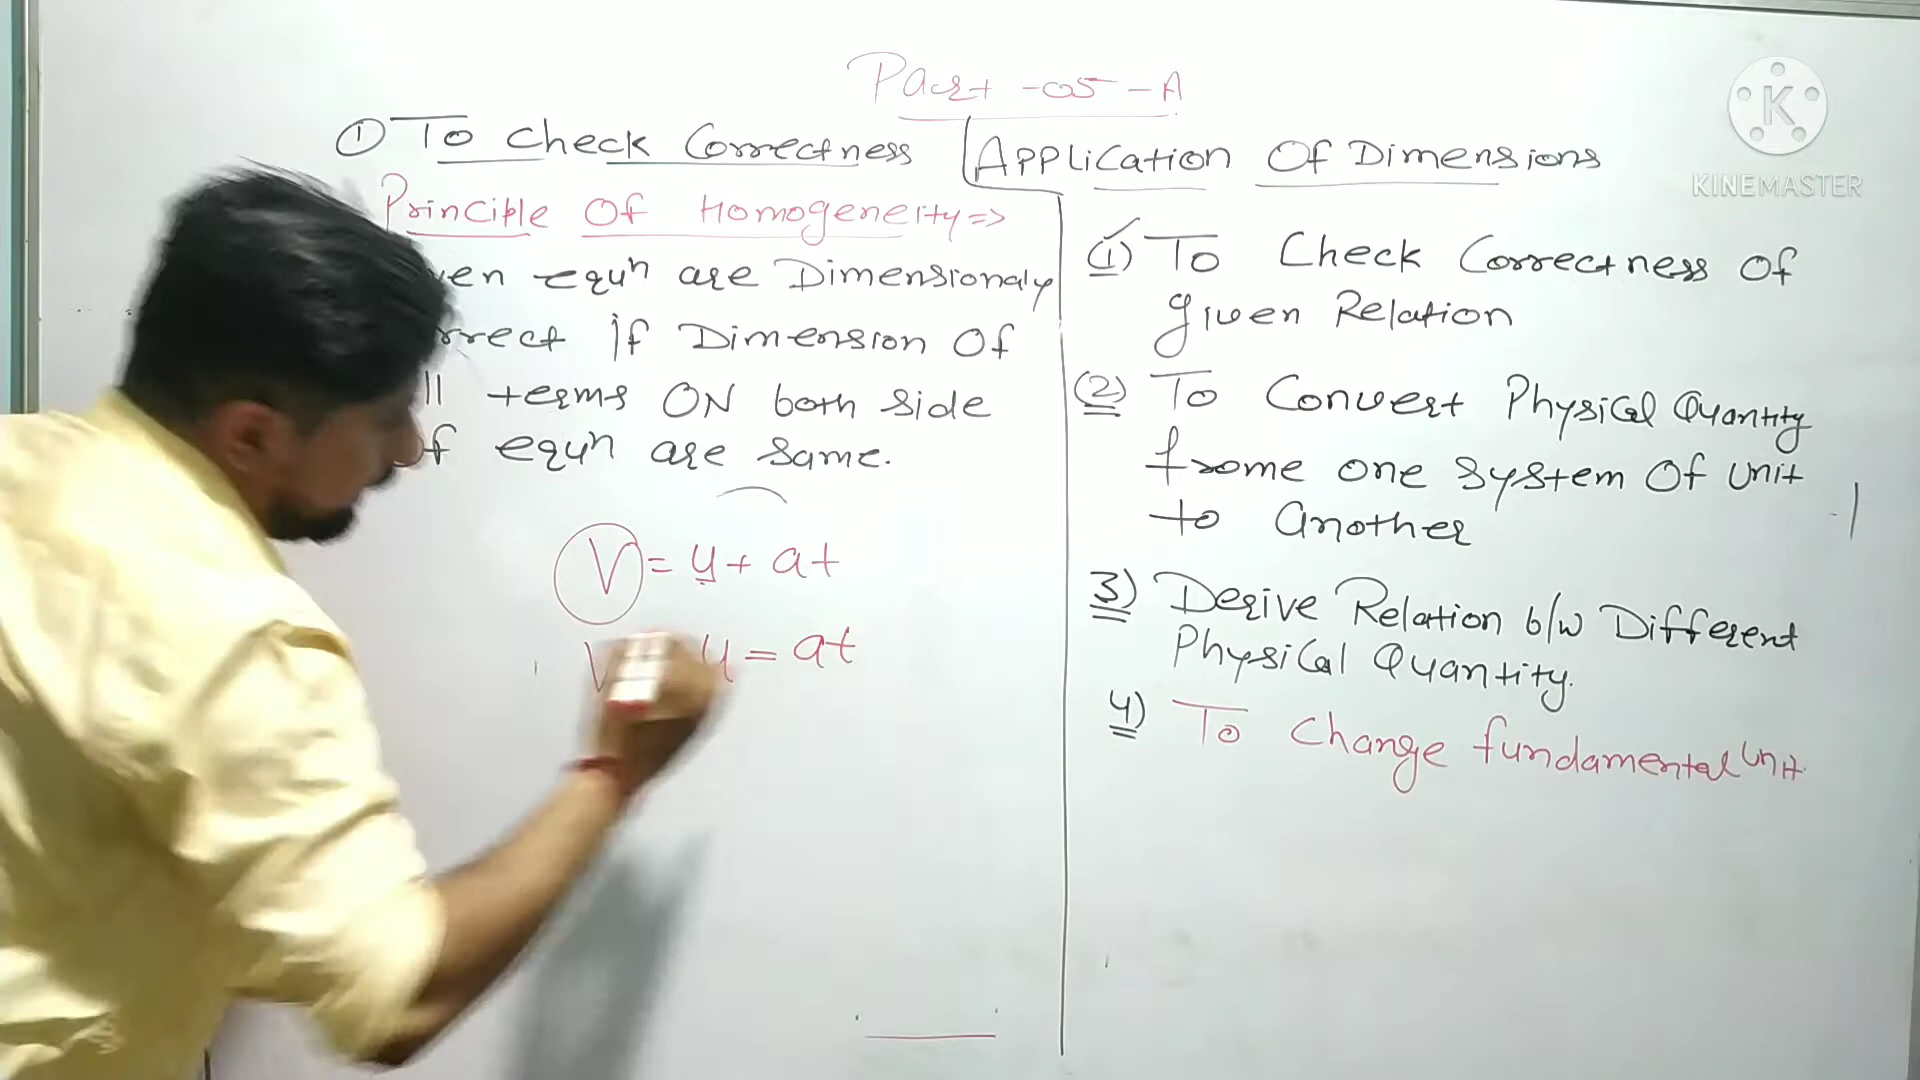 Part -05-A
① To Check Correctness
Principle Of Homogeneity=>
equⁿ are Dimensionaly
If Dimension Of
terms ON both side
equⁿ are same.
V = u + at
V u = at
Application Of Dimensions
(1) To Check Correctness Of
given Relation
(2) To Convert Physical Quantity
frome one system Of Unit
to another
3) Derive Relation b/w Different
Physical Quantity.
4) To Change fundamental Unit.
K
KINEMASTER